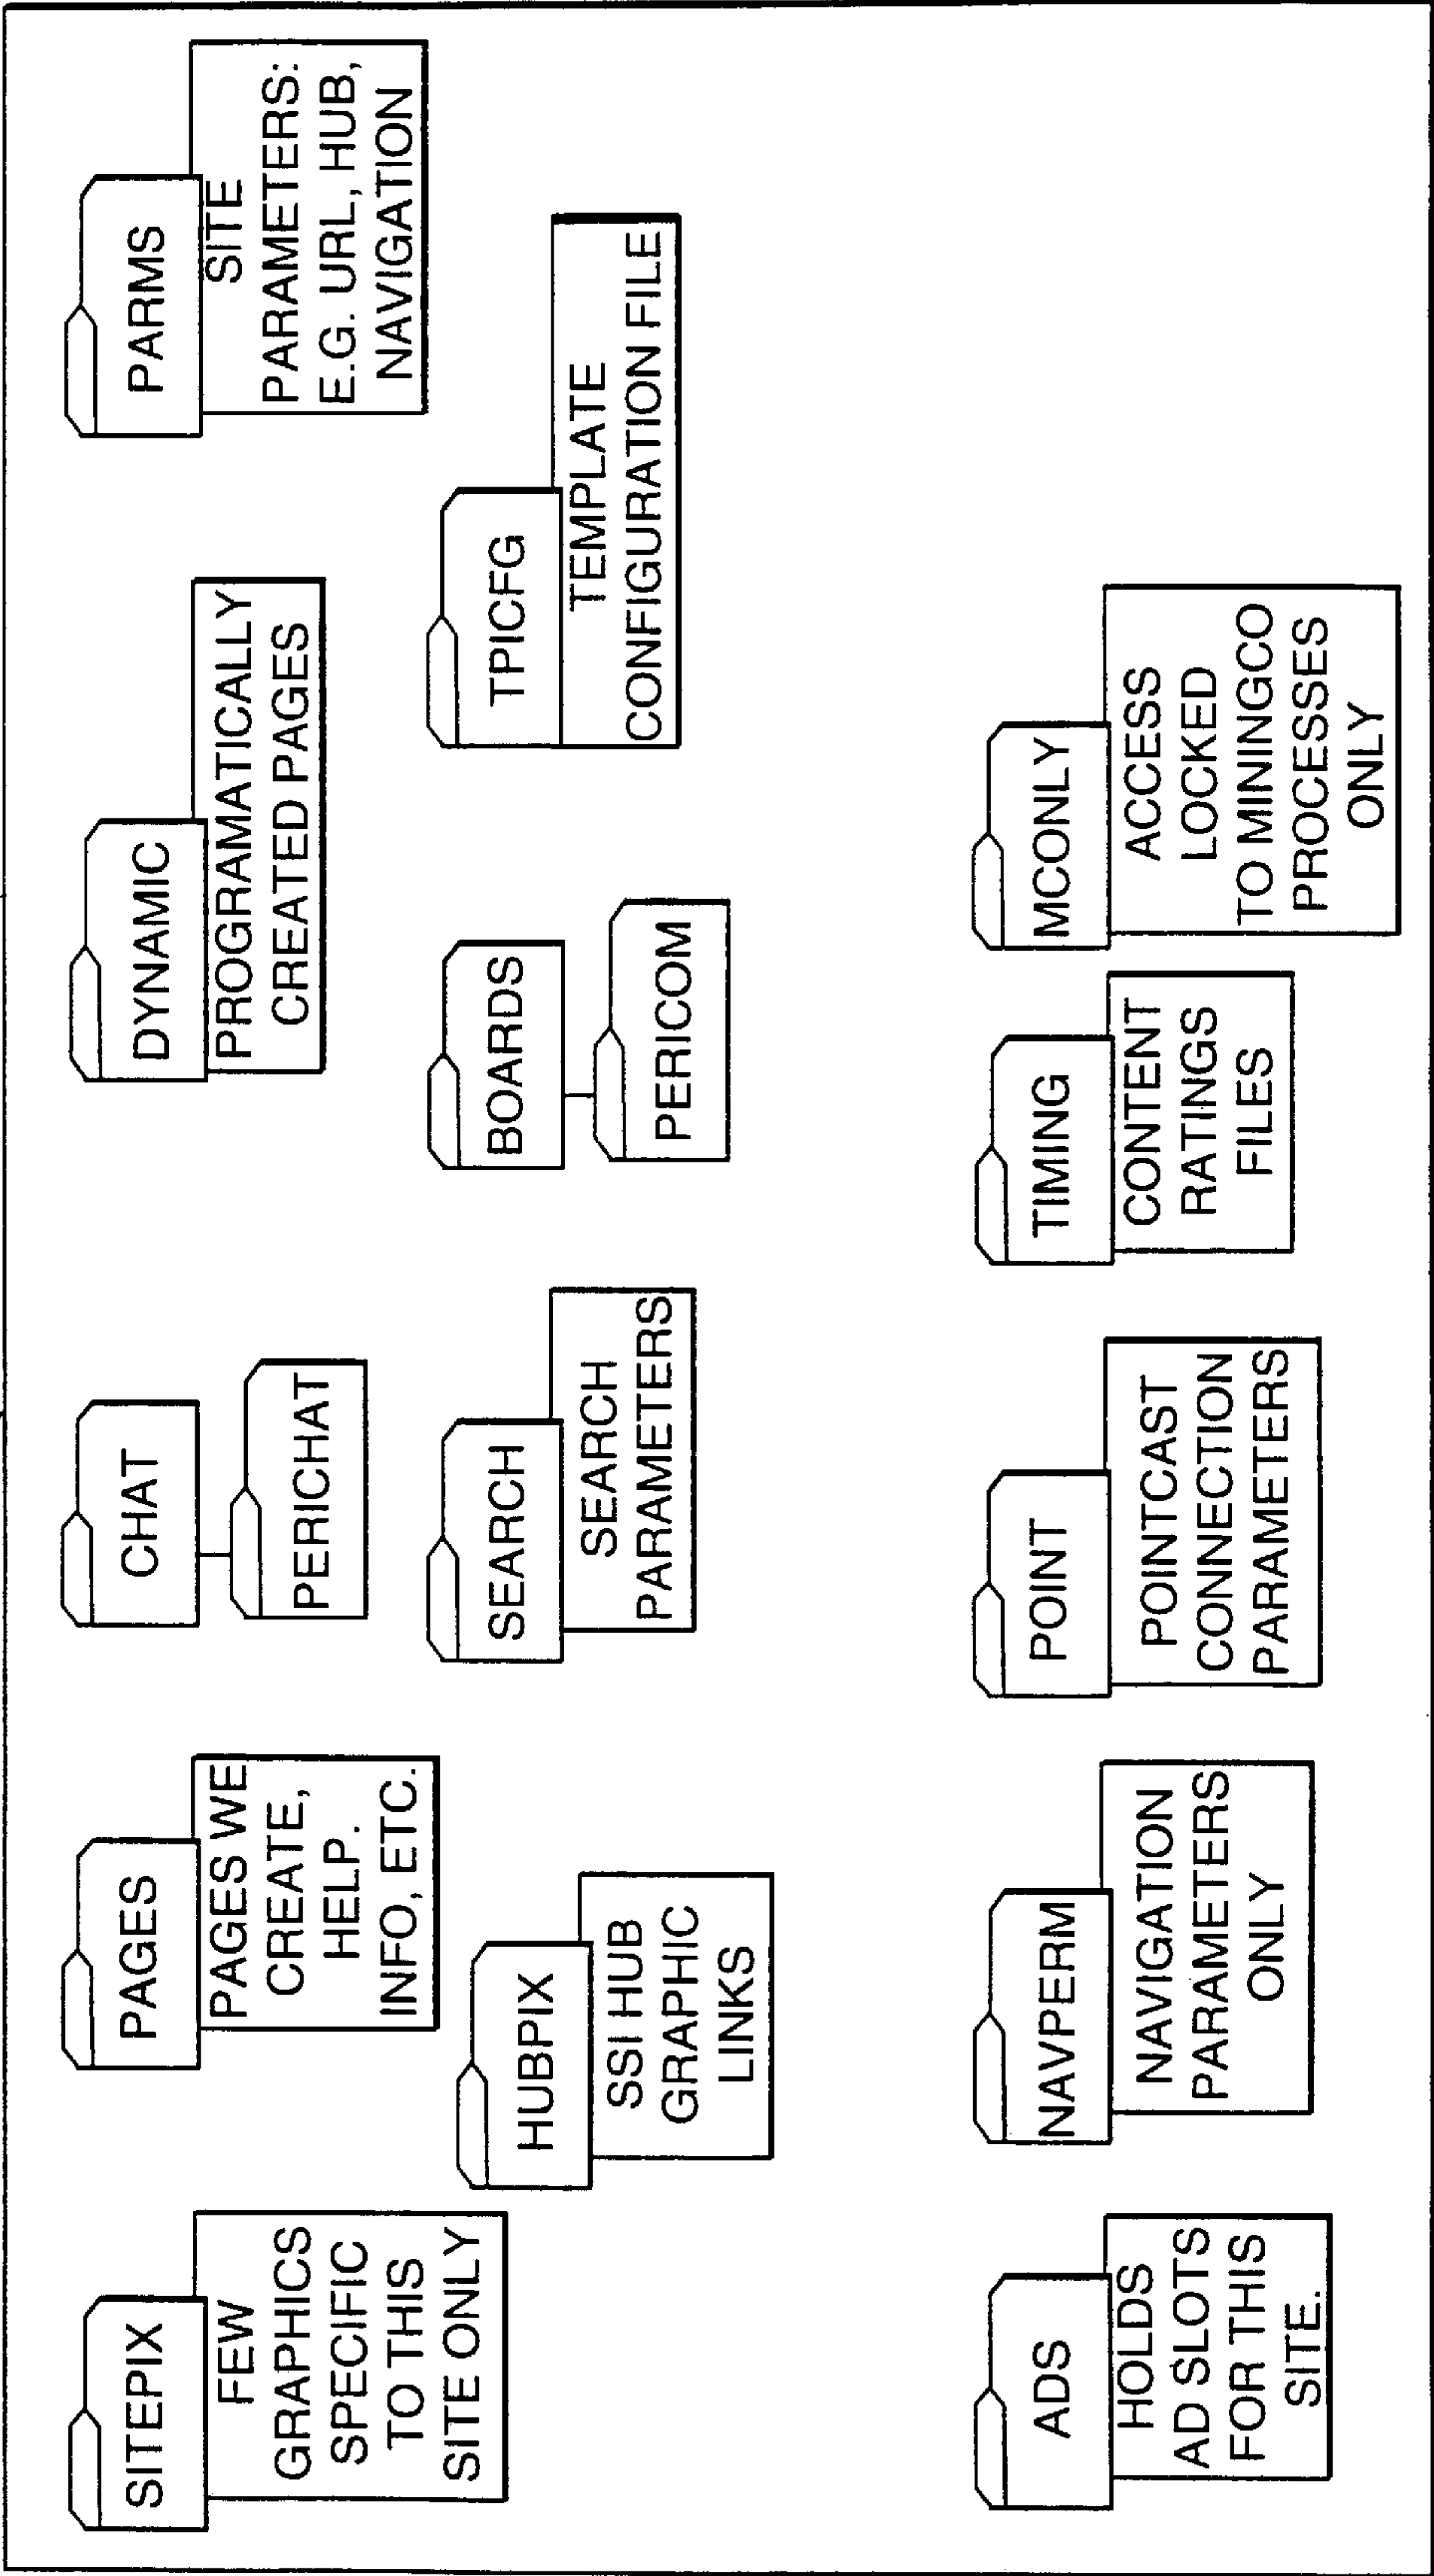 SITEPIX
FEW
GRAPHICS
SPECIFIC
TO THIS
SITE ONLY
PAGES
PAGES WE
CREATE,
HELP.
INFO, ETC.
CHAT
PERICHAT
DYNAMIC
PROGRAMATICALLY
CREATED PAGES
PARMS
SITE
PARAMETERS:
E.G. URL, HUB,
NAVIGATION
HUBPIX
SSI HUB
GRAPHIC
LINKS
SEARCH
SEARCH
PARAMETERS
BOARDS
PERICOM
TPICFG
TEMPLATE
CONFIGURATION FILE
ADS
HOLDS
AD SLOTS
FOR THIS
SITE.
NAVPERM
NAVIGATION
PARAMETERS
ONLY
POINT
POINTCAST
CONNECTION
PARAMETERS
TIMING
CONTENT
RATINGS
FILES
MCONLY
ACCESS
LOCKED
TO MININGCO
PROCESSES
ONLY